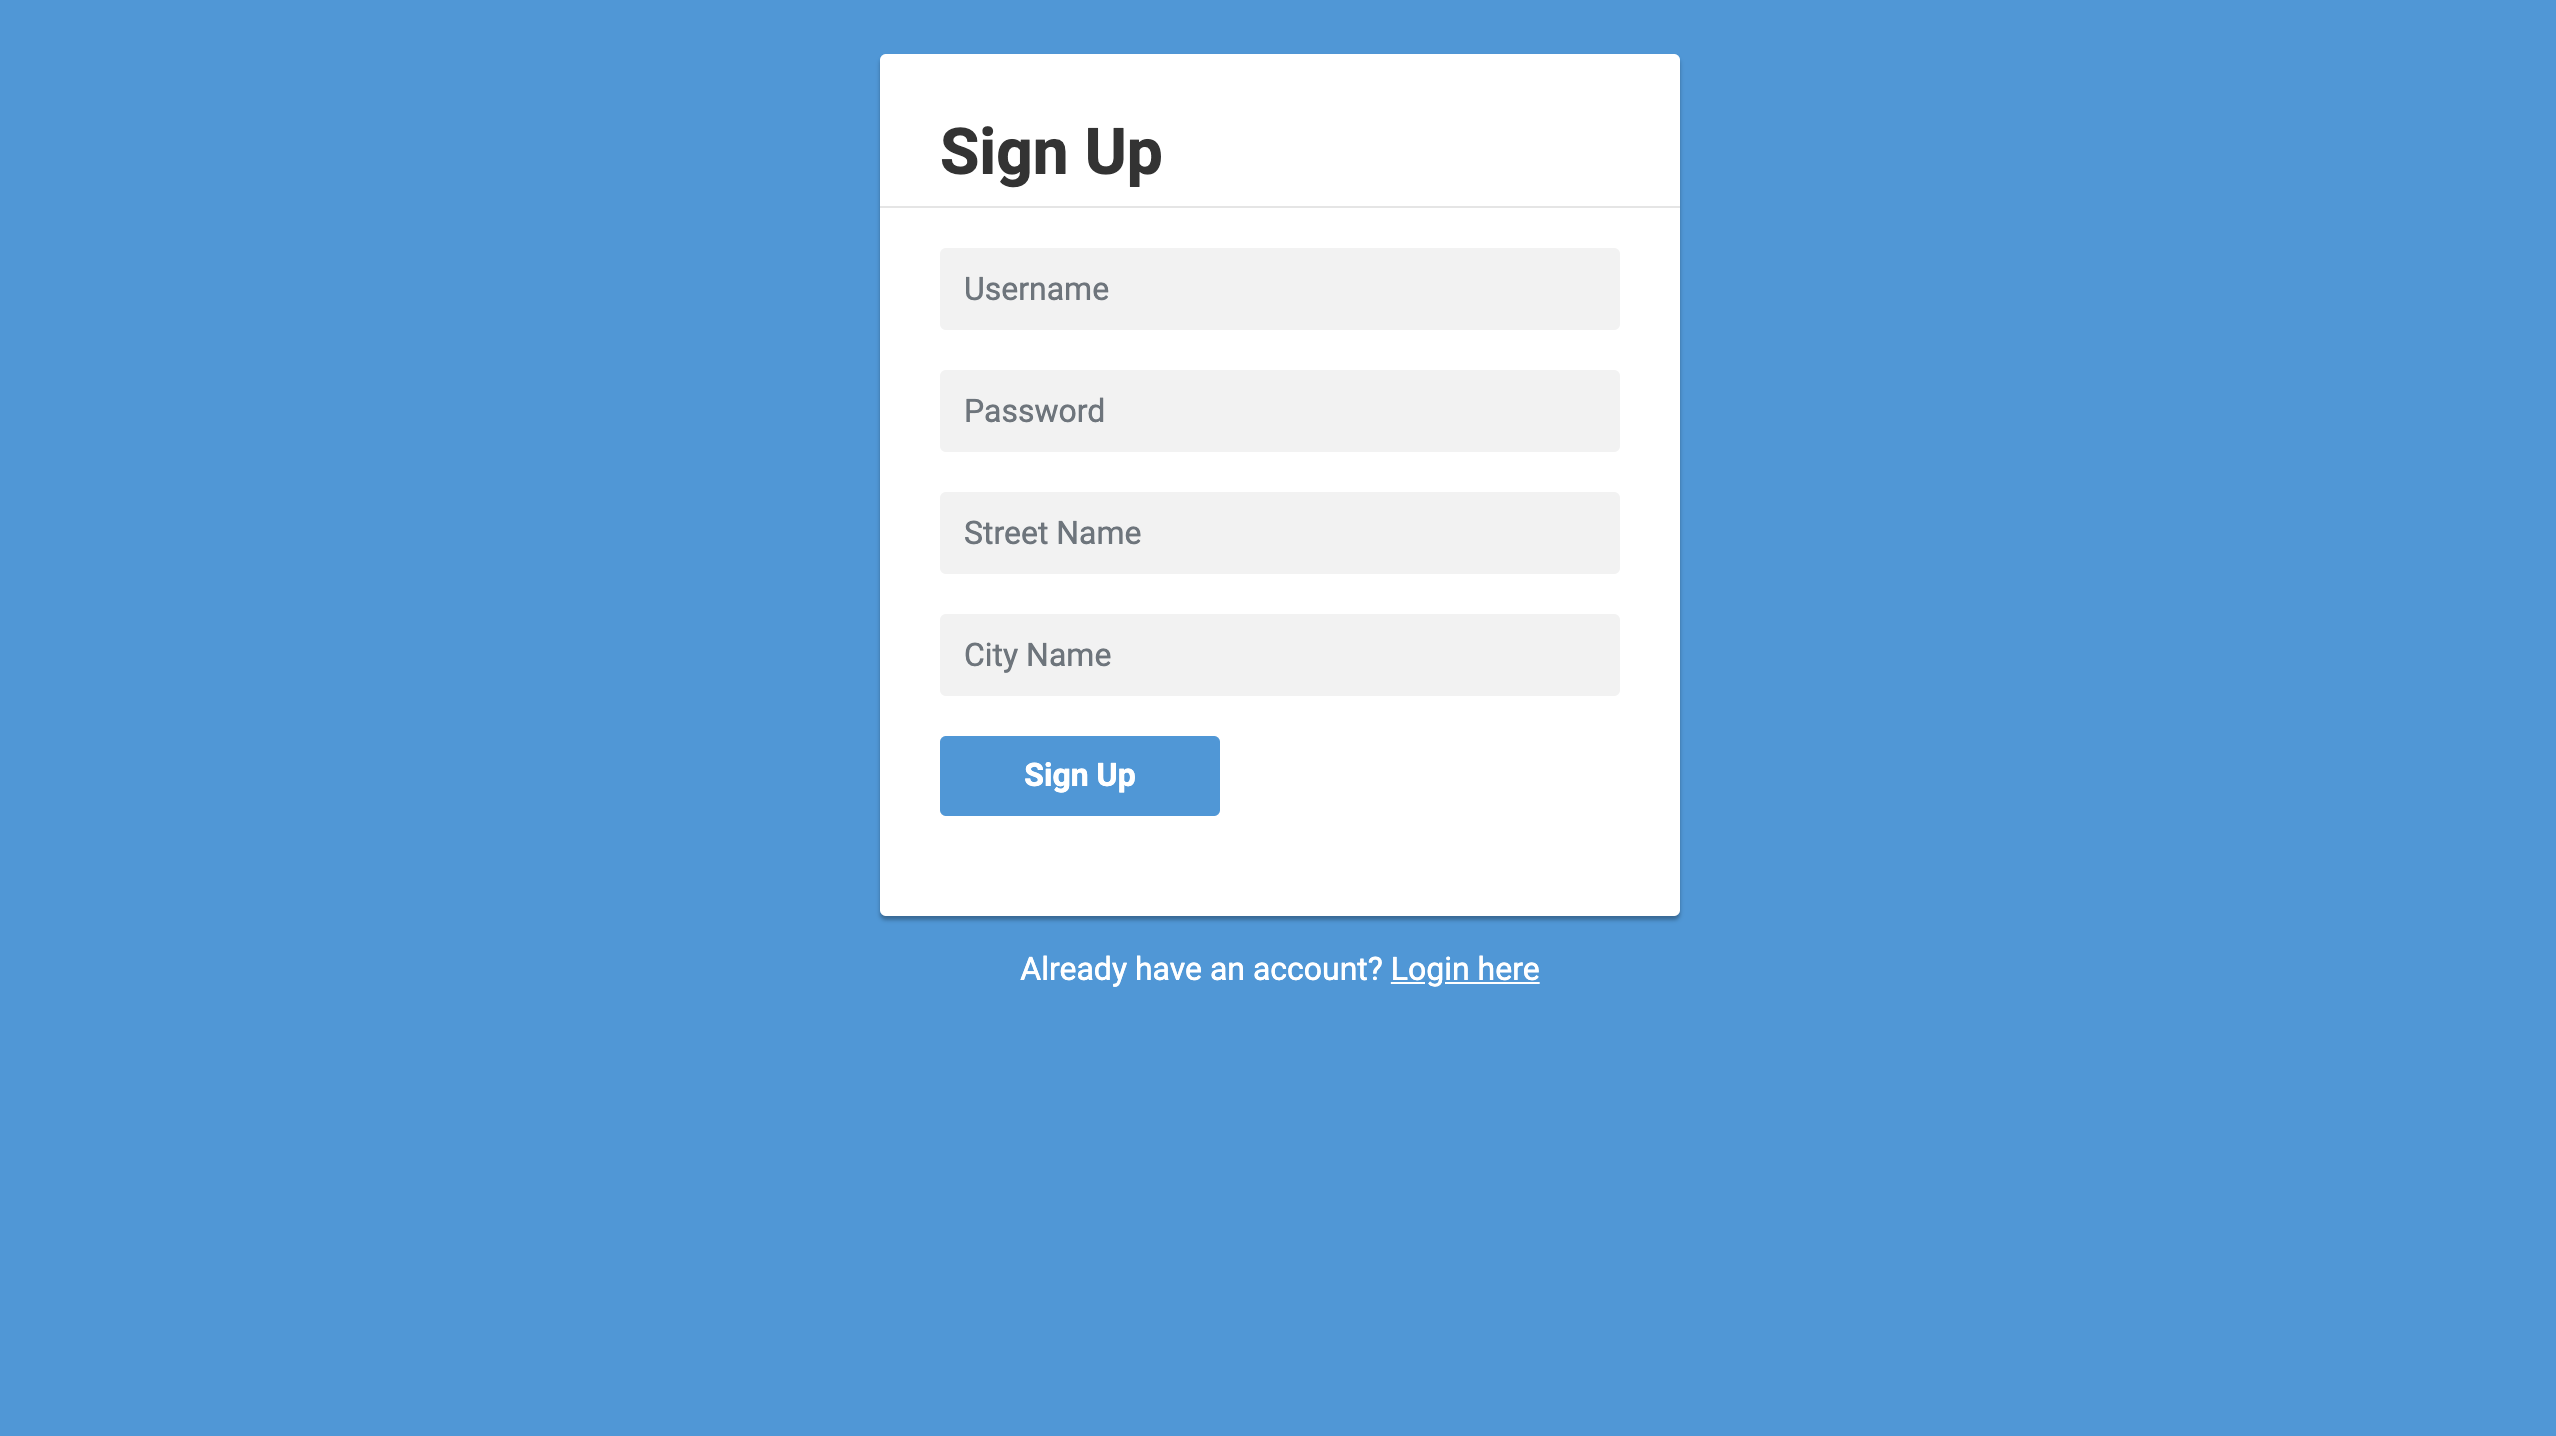 Sign Up
Username
Password
Street Name
City Name
Sign Up
Already have an account? Login here